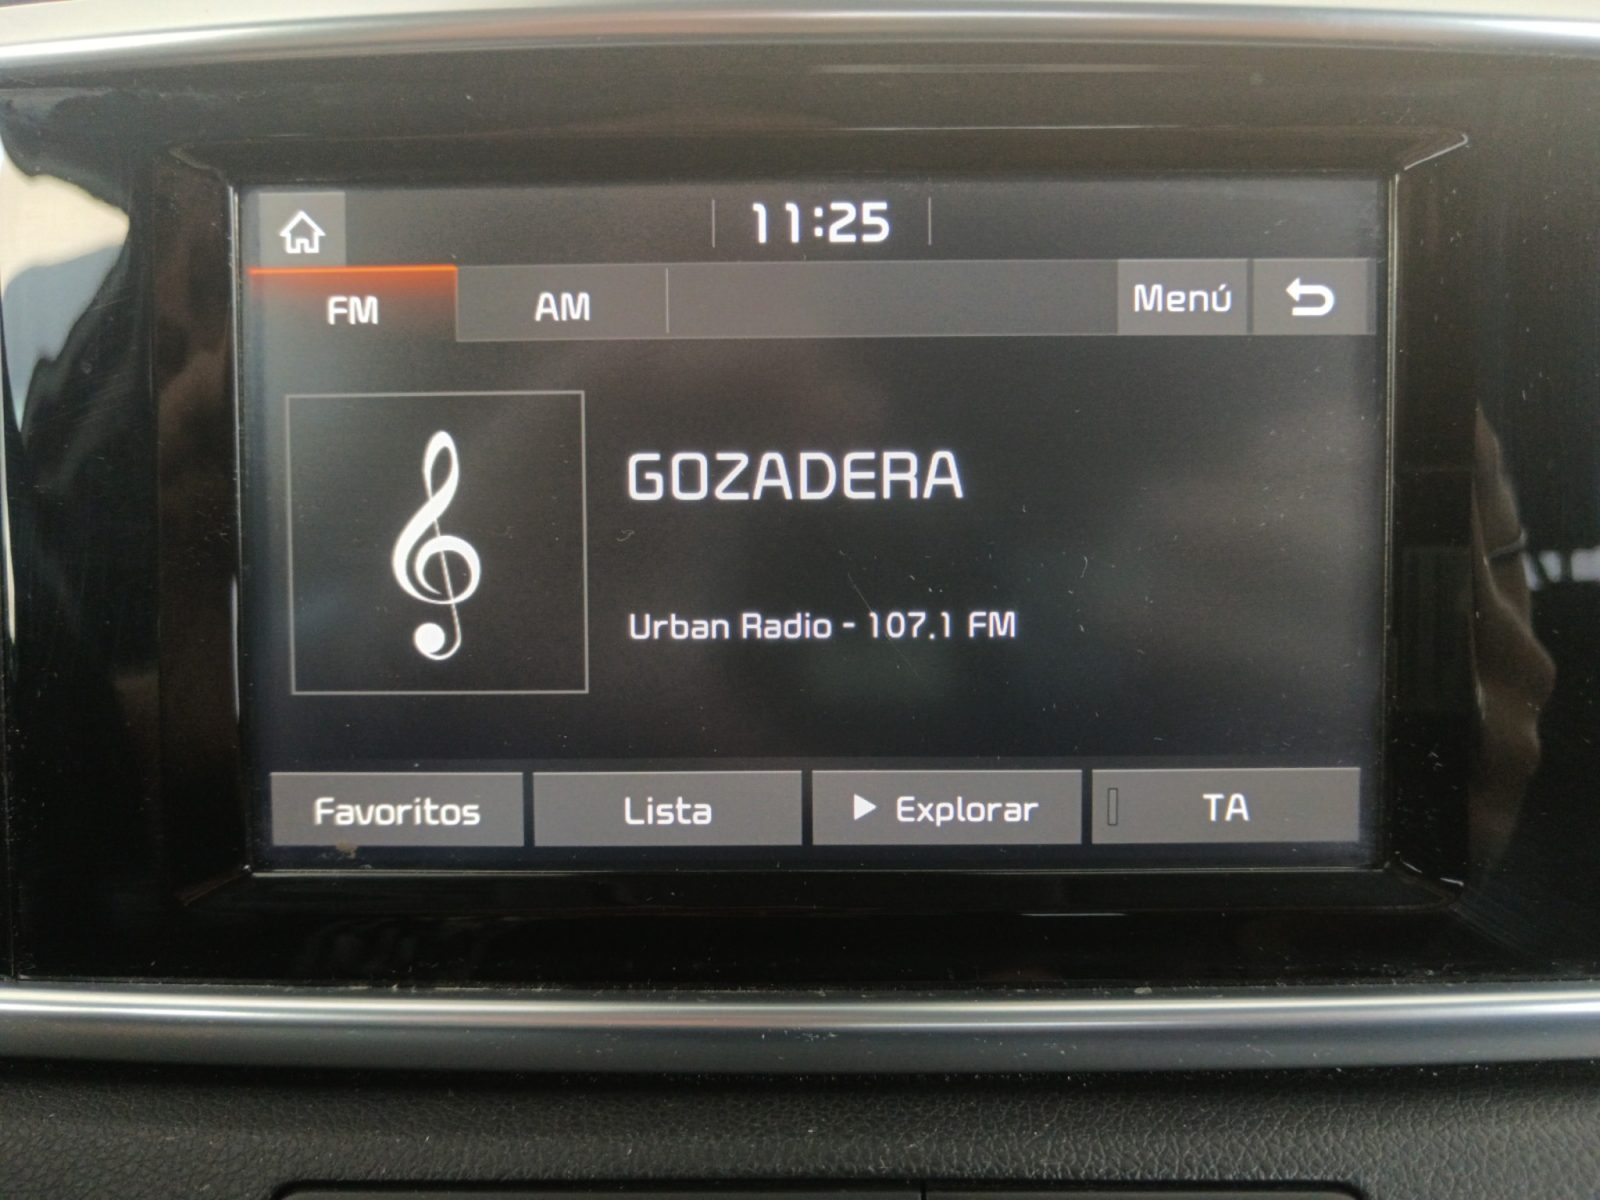 11:25
FM AM Menú
GOZADERA
Urban Radio - 107.1 FM
Favoritos Lista Explorar TA